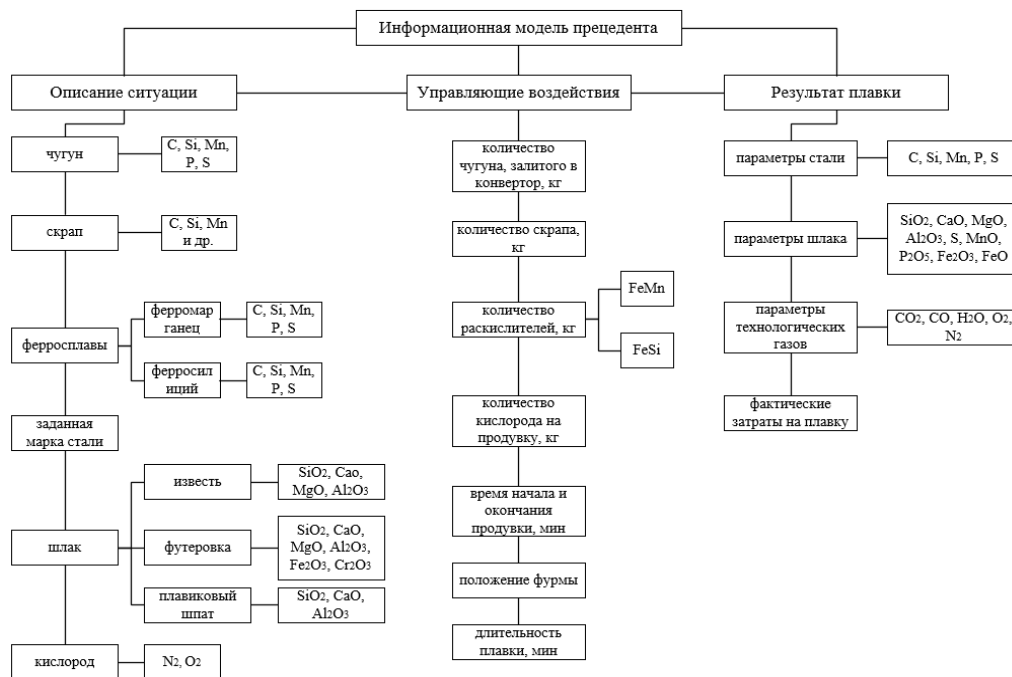 Информационная модель прецедента
Описание ситуации
Управляющие воздействия
Результат плавки
чугун
C, Si, Mn,
P, S
скрап
C, Si, Mn
и др.
ферросплавы
ферромар
ганец
C, Si, Mn,
P, S
ферросил
иций
C, Si, Mn,
P, S
заданная
марка стали
шлак
известь
SiO2, Cao,
MgO, Al2O3
футеровка
SiO2, CaO,
MgO, Al2O3,
Fe2O3, Cr2O3
плавиковый
шпат
SiO2, CaO,
Al2O3
кислород
N2, O2
количество
чугуна, залитого в
конвертор, кг
количество скрапа,
кг
количество
раскислителей, кг
FeMn
FeSi
количество
кислорода на
продувку, кг
время начала и
окончания
продувки, мин
положение фурмы
длительность
плавки, мин
параметры стали
C, Si, Mn, P, S
параметры шлака
SiO2, CaO, MgO,
Al2O3, S, MnO,
P2O5, Fe2O3, FeO
параметры
технологических
газов
CO2, CO, H2O, O2,
N2
фактические
затраты на плавку